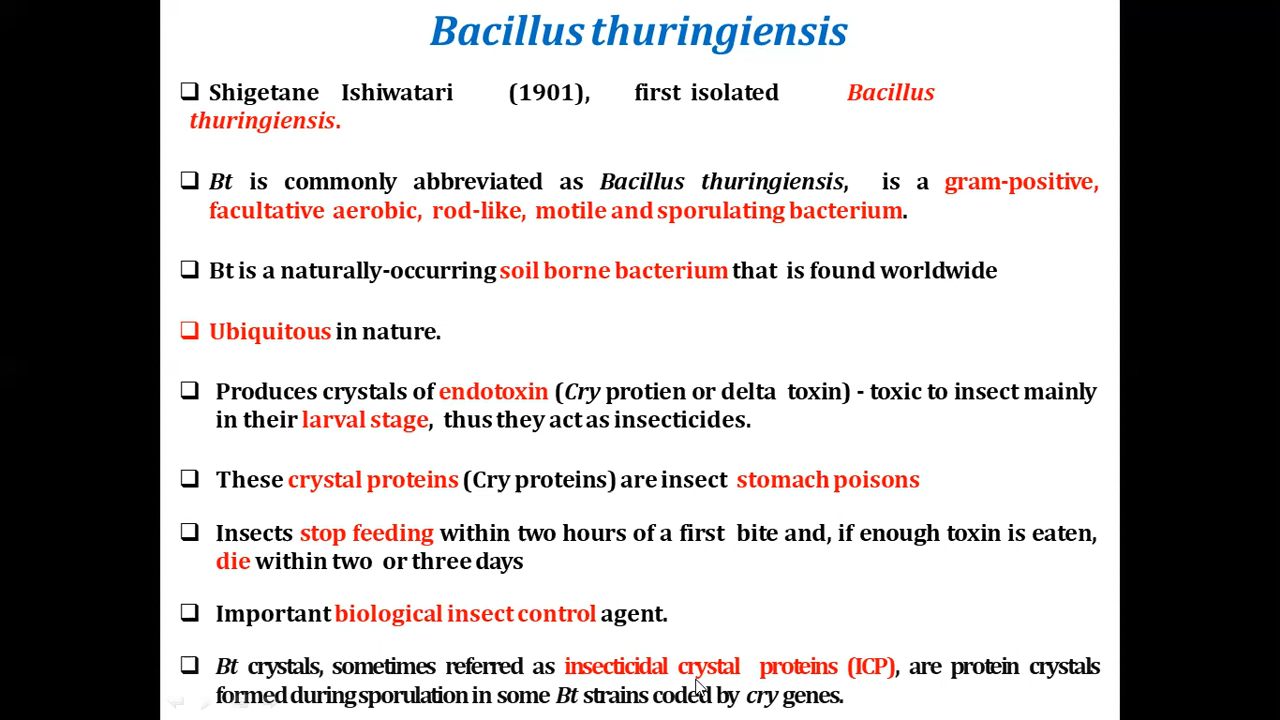 Bacillus thuringiensis
❑ Shigetane Ishiwatari (1901), first isolated Bacillus
thuringiensis.
❑ Bt is commonly abbreviated as Bacillus thuringiensis, is a gram-positive,
facultative aerobic, rod-like, motile and sporulating bacterium.
❑ Bt is a naturally-occurring soil borne bacterium that is found worldwide
❑ Ubiquitous in nature.
❑ Produces crystals of endotoxin (Cry protien or delta toxin) - toxic to insect mainly
in their larval stage, thus they act as insecticides.
❑ These crystal proteins (Cry proteins) are insect stomach poisons
❑ Insects stop feeding within two hours of a first bite and, if enough toxin is eaten,
die within two or three days
❑ Important biological insect control agent.
❑ Bt crystals, sometimes referred as insecticidal crystal proteins (ICP), are protein crystals
formed during sporulation in some Bt strains coded by cry genes.